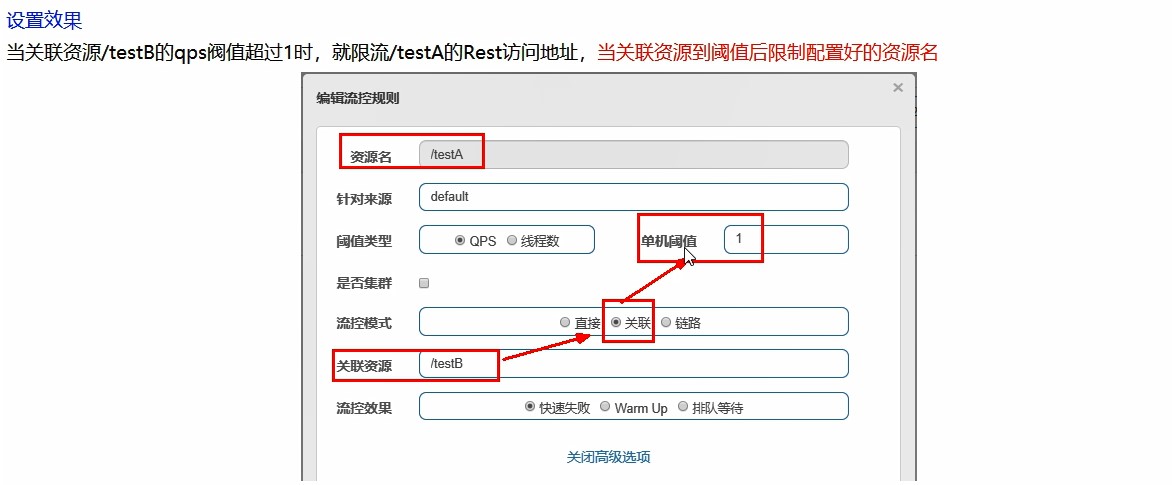 设置效果
当关联资源/testB的qps阀值超过1时，就限流/testA的Rest访问地址，当关联资源到阈值后限制配置好的资源名
编辑流控规则 ×
资源名 /testA
针对来源 default
阈值类型 QPS 线程数 单机阈值 1
是否集群
流控模式 直接 关联 链路
关联资源 /testB
流控效果 快速失败 Warm Up 排队等待
关闭高级选项